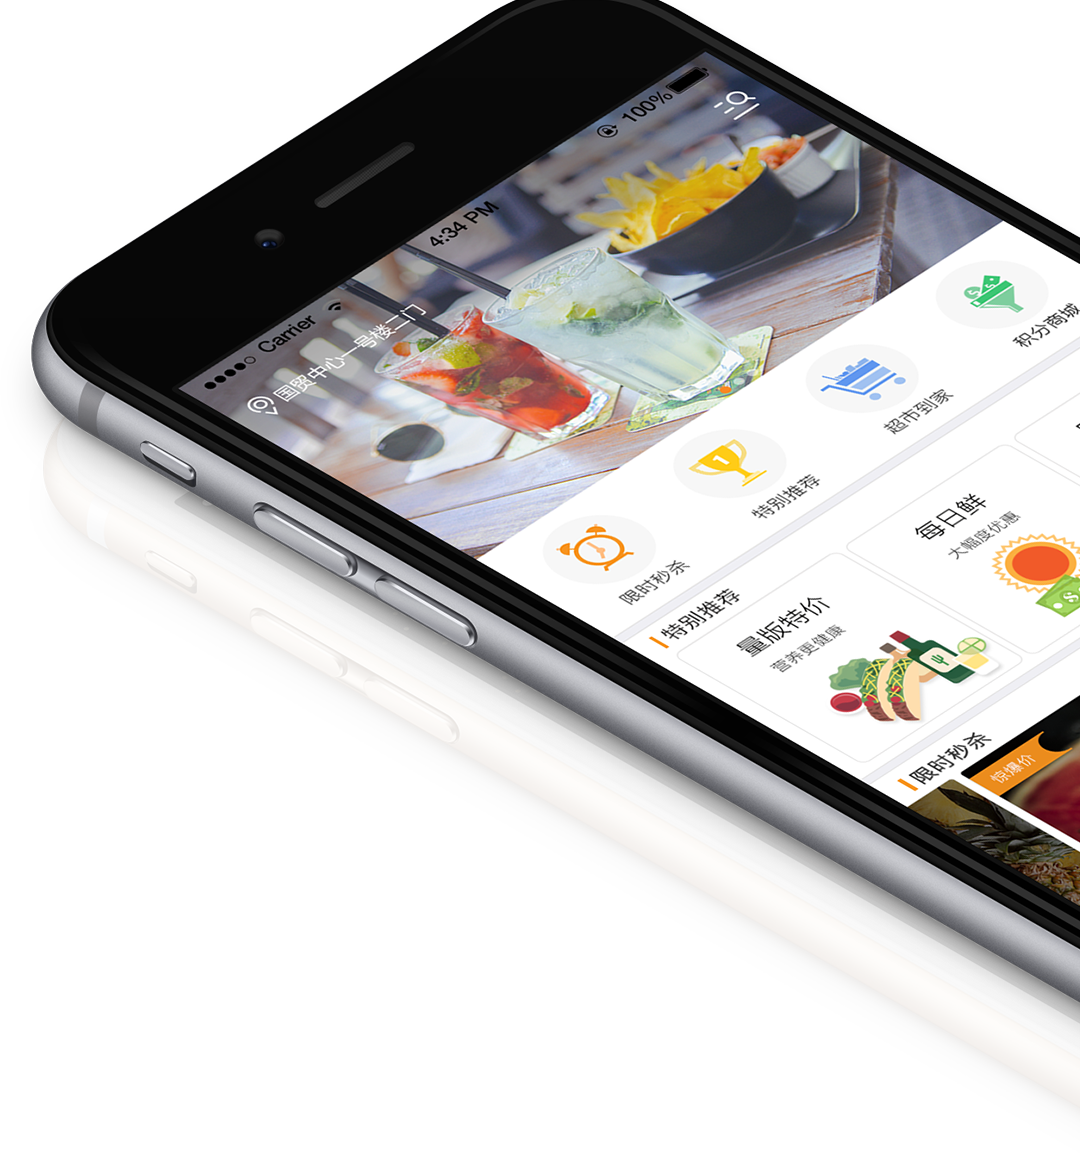 Carrier
4:34 PM
100%
国贸中心一号楼二门
限时秒杀
特别推荐
超市到家
积分商城
特别推荐
量版特价
营养更健康
每日鲜
大幅度优惠
限时秒杀
惊爆价